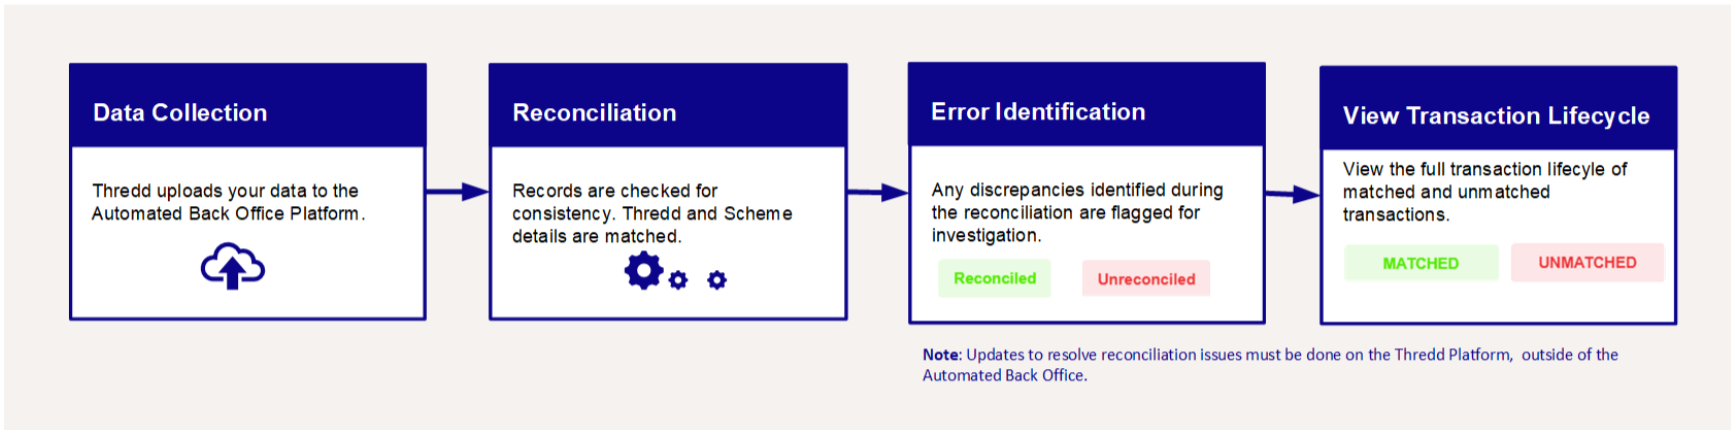 Data Collection
Thredd uploads your data to the
Automated Back Office Platform.
Reconciliation
Records are checked for
consistency. Thredd and Scheme
details are matched.
Error Identification
Any discrepancies identified during
the reconciliation are flagged for
investigation.
Reconciled
Unreconciled
View Transaction Lifecycle
View the full transaction lifecyle of
matched and unmatched
transactions.
MATCHED
UNMATCHED
Note: Updates to resolve reconciliation issues must be done on the Thredd Platform, outside of the
Automated Back Office.